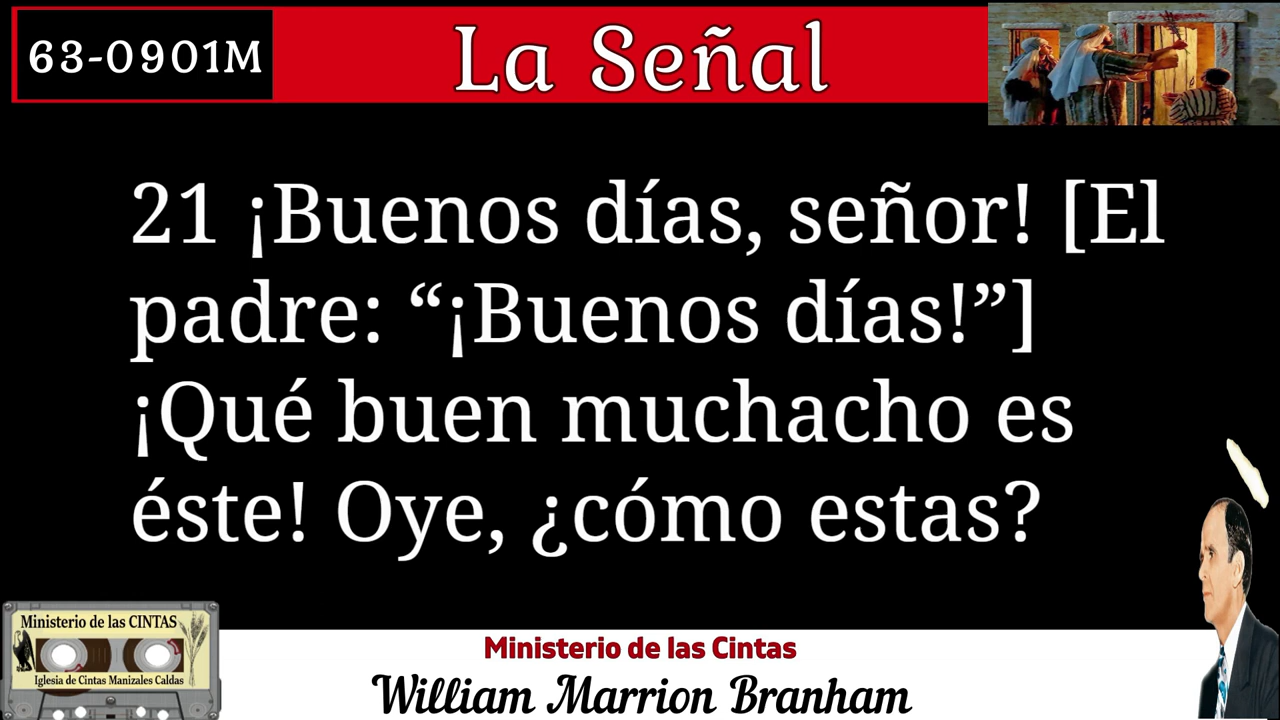 63-0901M
La Señal
21 ¡Buenos días, señor! [El
padre: “¡Buenos días!”]
¡Qué buen muchacho es
éste! Oye, ¿cómo estas?
Ministerio de las CINTAS
Iglesia de Cintas Manizales Caldas
Ministerio de las Cintas
William Marrion Branham